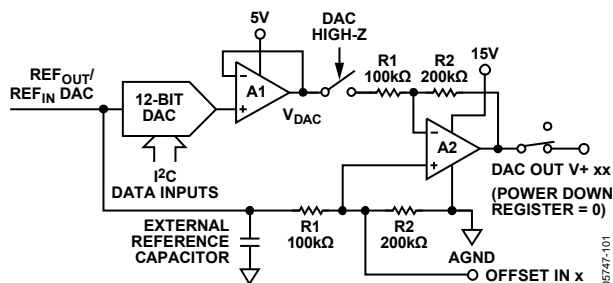 5V
DAC
HIGH-Z
REFOUT/
REFIN DAC
12-BIT
DAC
A1
VDAC
R1
100kΩ
R2
200kΩ
15V
I2C
DATA INPUTS
A2
DAC OUT V+ xx
(POWER DOWN
REGISTER = 0)
EXTERNAL
REFERENCE
CAPACITOR
R1
100kΩ
R2
200kΩ
AGND
OFFSET IN x
05747-101